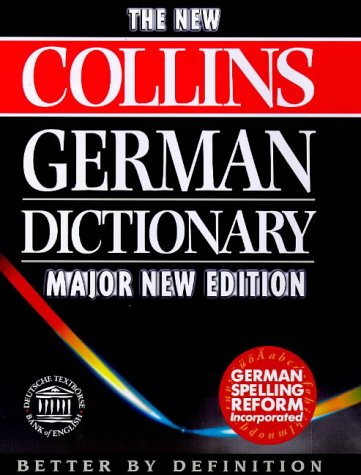 THE NEW
COLLINS
GERMAN
DICTIONARY
MAJOR NEW EDITION
DEUTSCHE TEXTBÖRSE
BANK of ENGLISH
GERMAN
SPELLING
REFORM
incorporated
BETTER BY DEFINITION